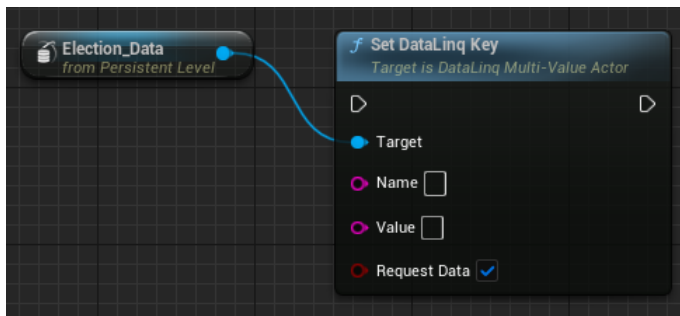 Election_Data
from Persistent Level
f Set DataLinq Key
Target is DataLinq Multi-Value Actor
Target
Name
Value
Request Data